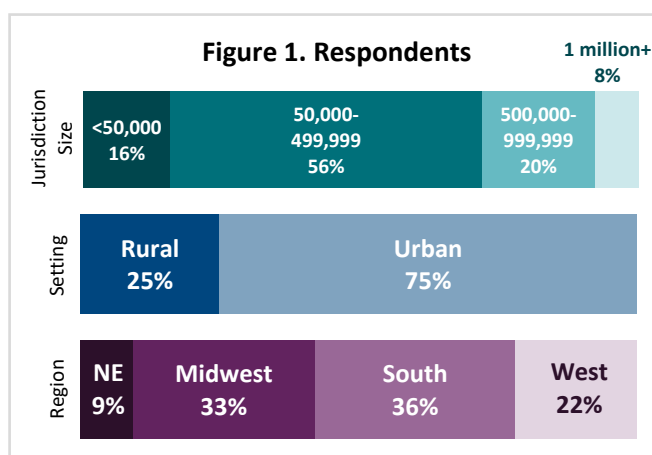 Figure 1. Respondents
1 million+
8%
Jurisdiction
Size
<50,000
16%
50,000-
499,999
56%
500,000-
999,999
20%
Setting
Rural
25%
Urban
75%
Region
NE
9%
Midwest
33%
South
36%
West
22%